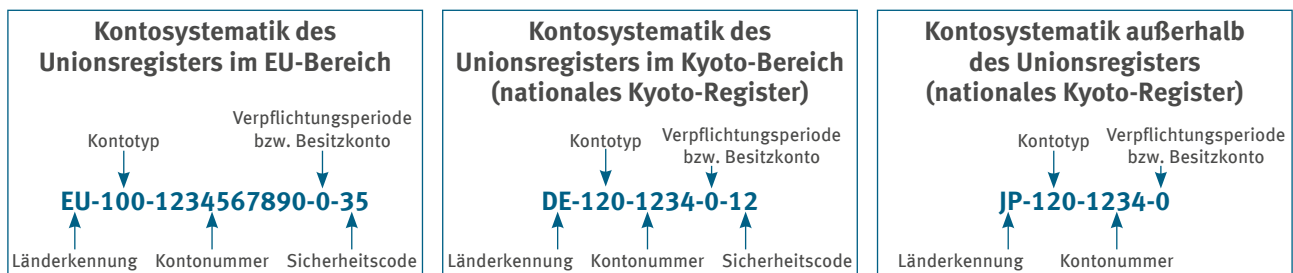 Kontosystematik des
Unionsregisters im EU-Bereich
Verpflichtungsperiode
Kontotyp bzw. Besitzkonto
EU-100-1234567890-0-35
Länderkennung Kontonummer Sicherheitscode
Kontosystematik des
Unionsregisters im Kyoto-Bereich
(nationales Kyoto-Register)
Kontotyp Verpflichtungsperiode
bzw. Besitzkonto
DE-120-1234-0-12
Länderkennung Kontonummer Sicherheitscode
Kontosystematik außerhalb
des Unionsregisters
(nationales Kyoto-Register)
Kontotyp Verpflichtungsperiode
bzw. Besitzkonto
JP-120-1234-0
Länderkennung Kontonummer